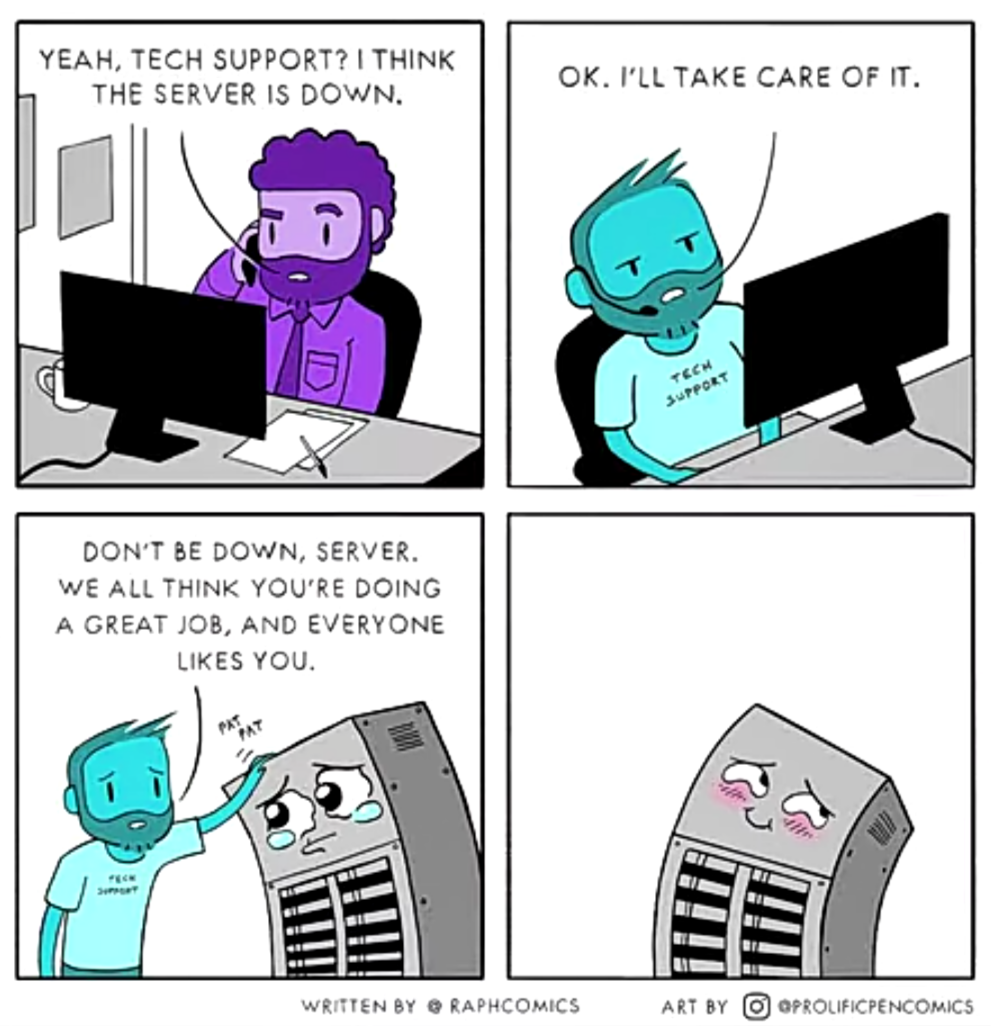 YEAH, TECH SUPPORT? I THINK
THE SERVER IS DOWN.
OK. I'LL TAKE CARE OF IT.
TECH
SUPPORT
DON'T BE DOWN, SERVER.
WE ALL THINK YOU'RE DOING
A GREAT JOB, AND EVERYONE
LIKES YOU.
PAT
PAT
TECH
SUPPORT
WRITTEN BY @ RAPHCOMICS
ART BY @PROLIFICPENCOMICS